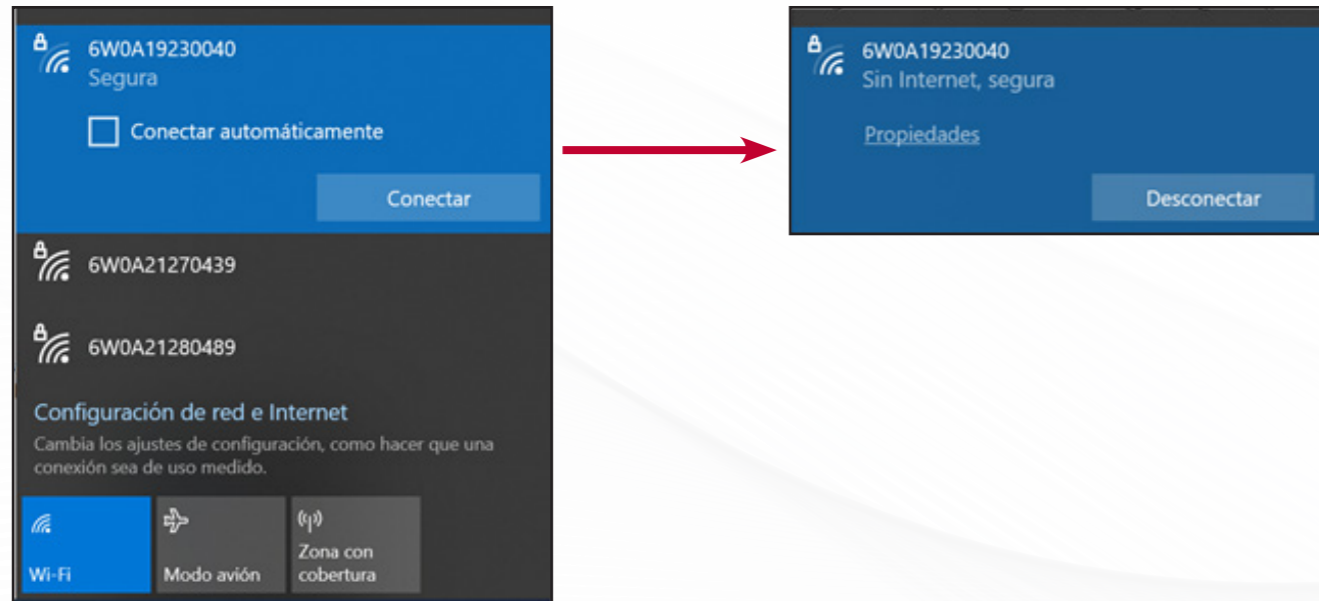 6W0A19230040
Segura
Conectar automáticamente
Conectar
6W0A21270439
6W0A21280489
Configuración de red e Internet
Cambia los ajustes de configuración, como hacer que una
conexión sea de uso medido.
Wi-Fi
Modo avión
Zona con
cobertura
6W0A19230040
Sin Internet, segura
Propiedades
Desconectar